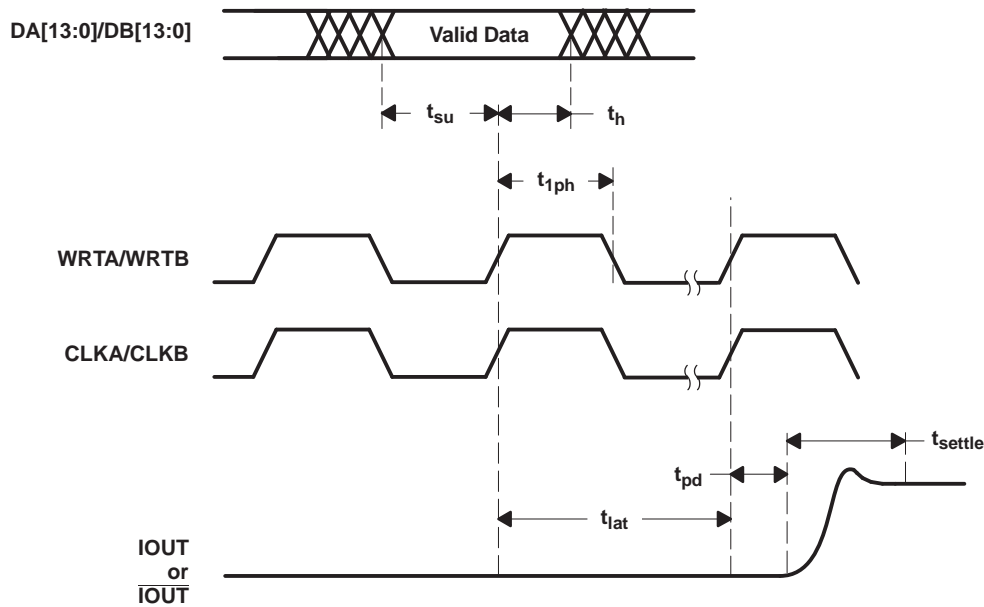 DA[13:0]/DB[13:0]
Valid Data
tsu
th
t1ph
WRTA/WRTB
CLKA/CLKB
tsettle
tpd
tlat
IOUT
or
IOUT